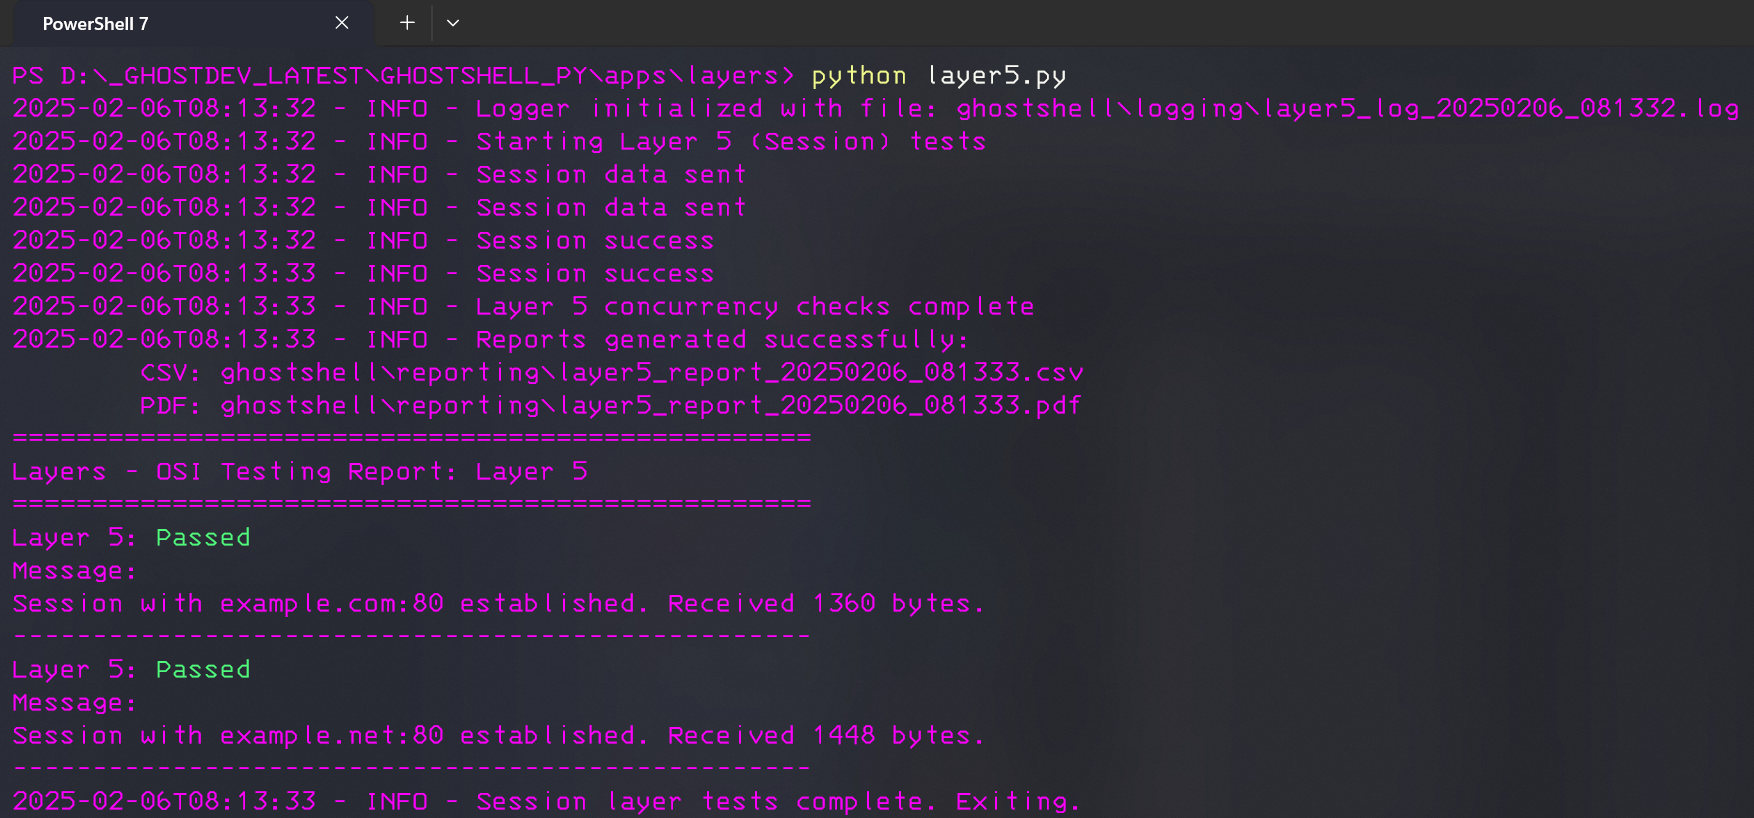 PowerShell 7
PS D:\_GHOSTDEV_LATEST\GHOSTSHELL_PY\apps\layers> python layer5.py
2025-02-06T08:13:32 - INFO - Logger initialized with file: ghostshell\logging\layer5_log_20250206_081332.log
2025-02-06T08:13:32 - INFO - Starting Layer 5 (Session) tests
2025-02-06T08:13:32 - INFO - Session data sent
2025-02-06T08:13:32 - INFO - Session data sent
2025-02-06T08:13:32 - INFO - Session success
2025-02-06T08:13:33 - INFO - Session success
2025-02-06T08:13:33 - INFO - Layer 5 concurrency checks complete
2025-02-06T08:13:33 - INFO - Reports generated successfully:
        CSV: ghostshell\reporting\layer5_report_20250206_081333.csv
        PDF: ghostshell\reporting\layer5_report_20250206_081333.pdf
==================================================
Layers - OSI Testing Report: Layer 5
==================================================
Layer 5: Passed
Message:
Session with example.com:80 established. Received 1360 bytes.
--------------------------------------------------
Layer 5: Passed
Message:
Session with example.net:80 established. Received 1448 bytes.
--------------------------------------------------
2025-02-06T08:13:33 - INFO - Session layer tests complete. Exiting.